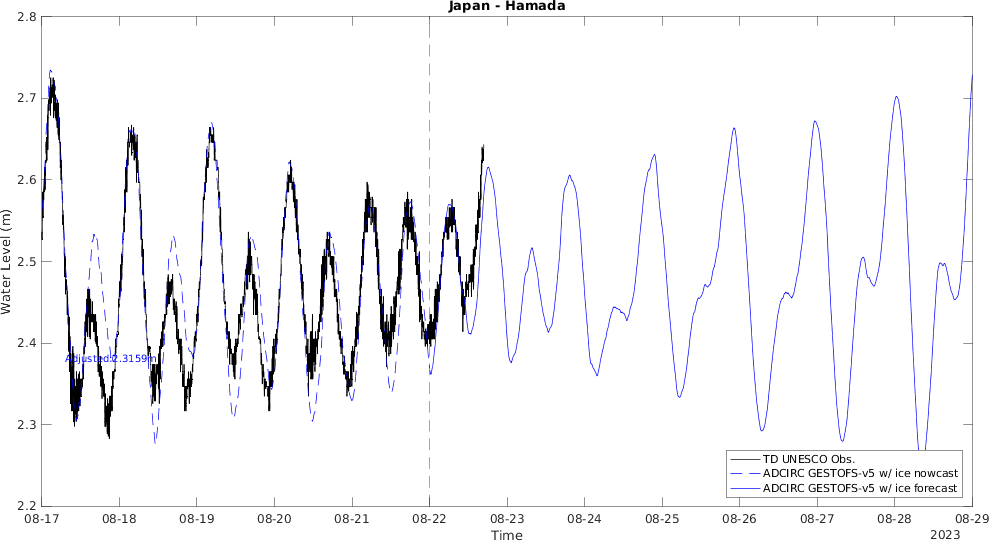 Japan - Hamada
2.8
2.7
2.6
2.5
2.4
2.3
2.2
Water Level (m)
Adjusted:2.3159m
TD UNESCO Obs.
ADCIRC GESTOFS-v5 w/ ice nowcast
ADCIRC GESTOFS-v5 w/ ice forecast
08-17 08-18 08-19 08-20 08-21 08-22 08-23 08-24 08-25 08-26 08-27 08-28 08-29
Time
2023